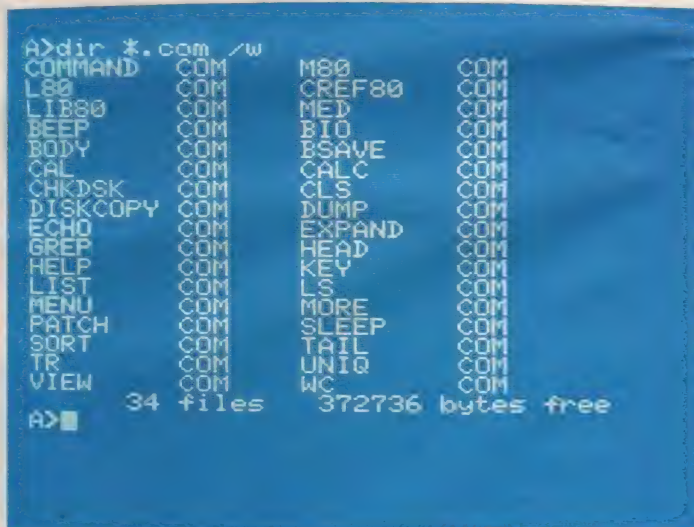 A>dir *.com /w
COMMAND COM M80 COM
L80 COM CREF80 COM
LIB80 COM MED COM
BEEP COM BIO COM
BODY COM BSAVE COM
CAL COM CALC COM
CHKDSK COM CLS COM
DISKCOPY COM DUMP COM
ECHO COM EXPAND COM
GREP COM HEAD COM
HELP COM KEY COM
LIST COM LS COM
MENU COM MORE COM
PATCH COM SLEEP COM
SORT COM TAIL COM
TR COM UNIQ COM
VIEW COM WC COM
34 files 372736 bytes free
A>